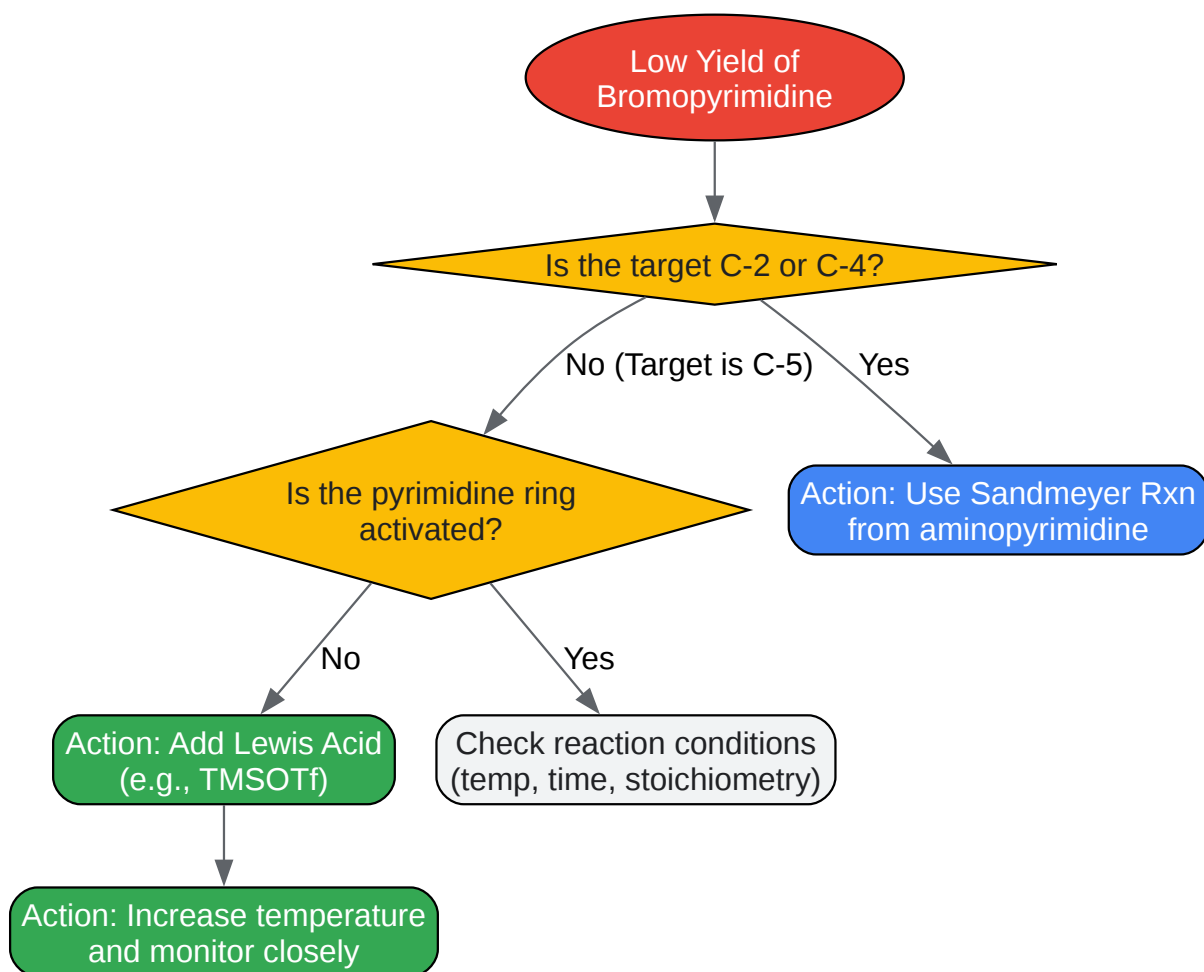 Low Yield of
Bromopyrimidine
Is the target C-2 or C-4?
No (Target is C-5)
Yes
Is the pyrimidine ring
activated?
Action: Use Sandmeyer Rxn
from aminopyrimidine
No
Yes
Action: Add Lewis Acid
(e.g., TMSOTf)
Check reaction conditions
(temp, time, stoichiometry)
Action: Increase temperature
and monitor closely